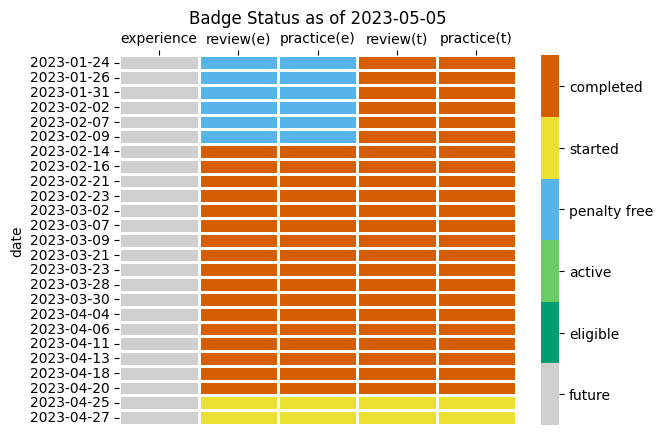 Badge Status as of 2023-05-05
experience review(e) practice(e) review(t) practice(t)
2023-01-24
2023-01-26
2023-01-31
2023-02-02
2023-02-07
2023-02-09
2023-02-14
2023-02-16
2023-02-21
2023-02-23
2023-03-02
2023-03-07
2023-03-09
2023-03-21
2023-03-23
2023-03-28
2023-03-30
2023-04-04
2023-04-06
2023-04-11
2023-04-13
2023-04-18
2023-04-20
2023-04-25
2023-04-27
date
completed
started
penalty free
active
eligible
future